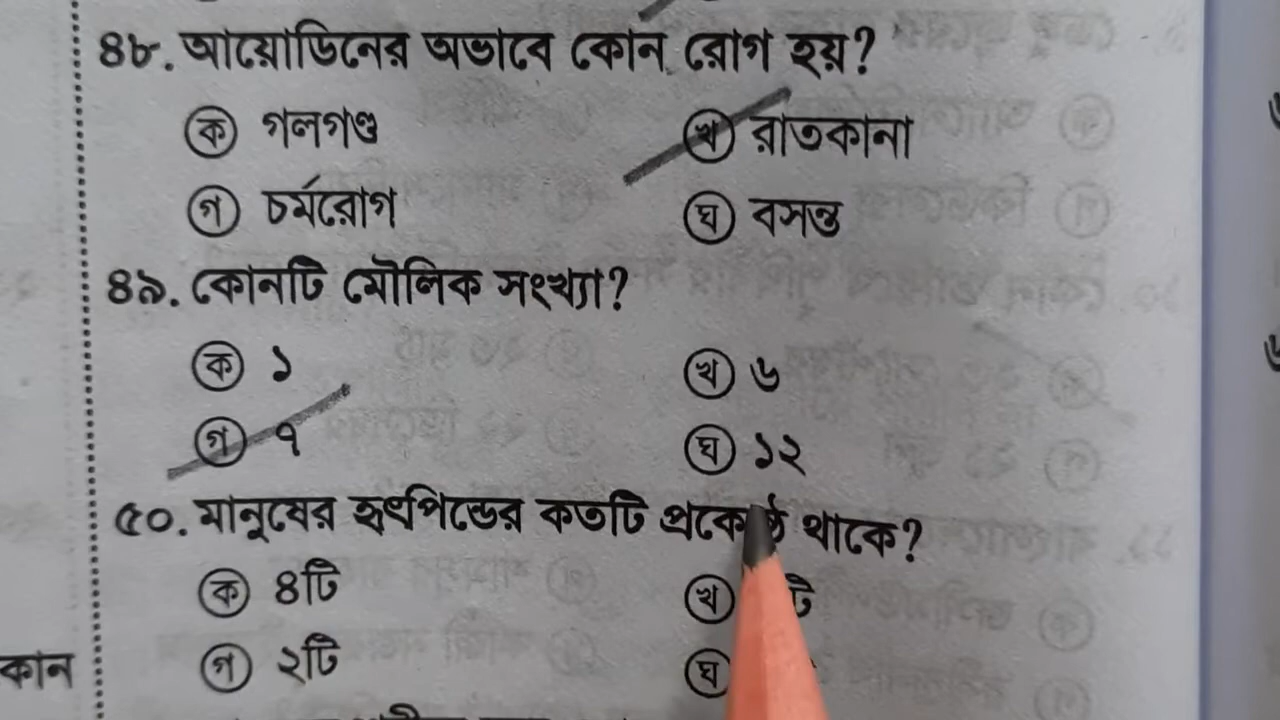 ৪৮. আয়োডিনের অভাবে কোন রোগ হয়?
ক গলগণ্ড খ রাতকানা
গ চর্মরোগ ঘ বসন্ত
৪৯. কোনটি মৌলিক সংখ্যা?
ক ১ খ ৬
গ ৭ ঘ ১২
৫০. মানুষের হৃৎপিন্ডের কতটি প্রকোষ্ঠ থাকে?
ক ৪টি খ
গ ২টি ঘ
কোন